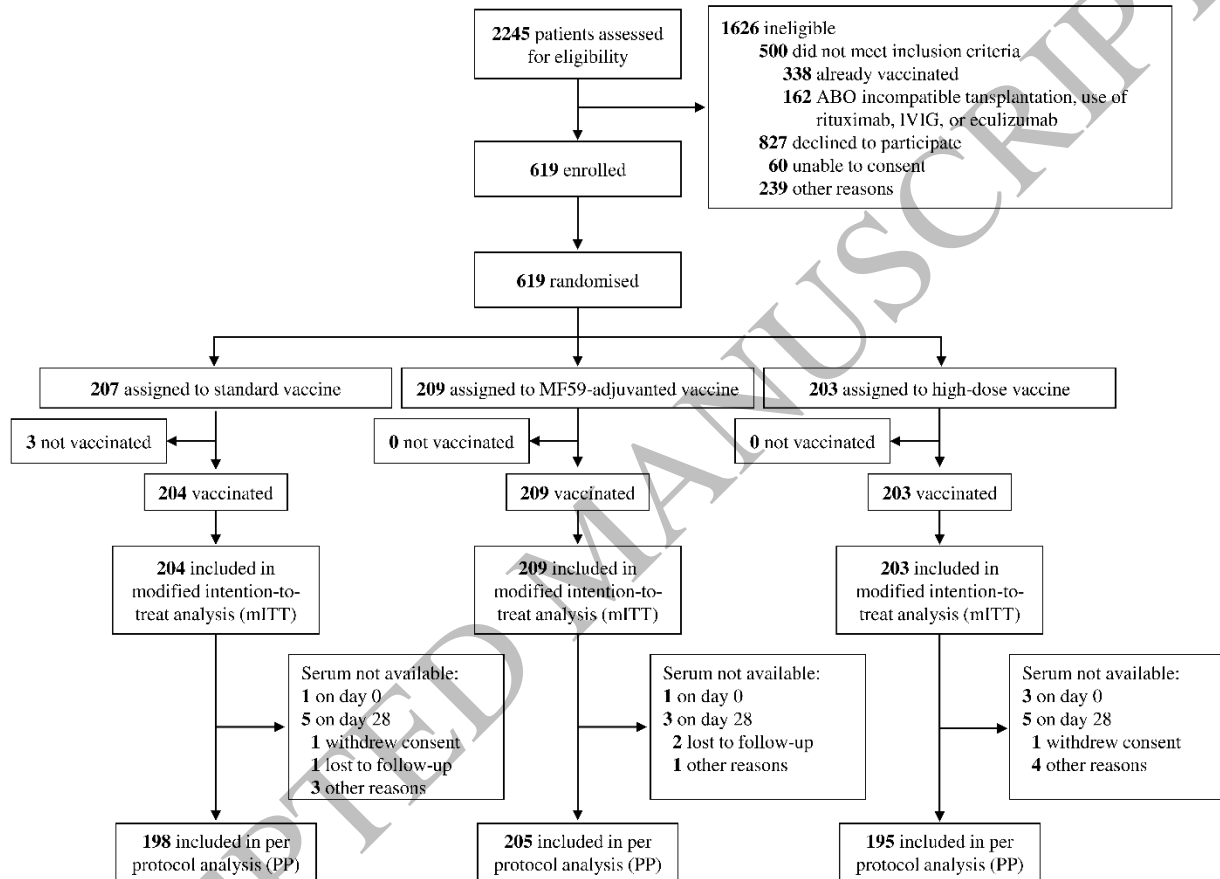 2245 patients assessed
for eligibility
1626 ineligible
500 did not meet inclusion criteria
338 already vaccinated
162 ABO incompatible tansplantation, use of
rituximab, IVIG, or eculizumab
827 declined to participate
60 unable to consent
239 other reasons
619 enrolled
619 randomised
207 assigned to standard vaccine
209 assigned to MF59-adjuvanted vaccine
203 assigned to high-dose vaccine
3 not vaccinated
0 not vaccinated
0 not vaccinated
204 vaccinated
209 vaccinated
203 vaccinated
204 included in
modified intention-to-
treat analysis (mITT)
209 included in
modified intention-to-
treat analysis (mITT)
203 included in
modified intention-to-
treat analysis (mITT)
Serum not available:
1 on day 0
5 on day 28
1 withdrew consent
1 lost to follow-up
3 other reasons
Serum not available:
1 on day 0
3 on day 28
2 lost to follow-up
1 other reasons
Serum not available:
3 on day 0
5 on day 28
1 withdrew consent
4 other reasons
198 included in per
protocol analysis (PP)
205 included in per
protocol analysis (PP)
195 included in per
protocol analysis (PP)
PTED MANUSCRIPT